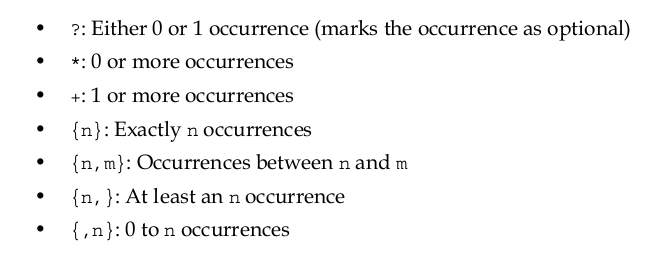 • ?: Either 0 or 1 occurrence (marks the occurrence as optional)
• *: 0 or more occurrences
• +: 1 or more occurrences
• {n}: Exactly n occurrences
• {n,m}: Occurrences between n and m
• {n,}: At least an n occurrence
• {,n}: 0 to n occurrences